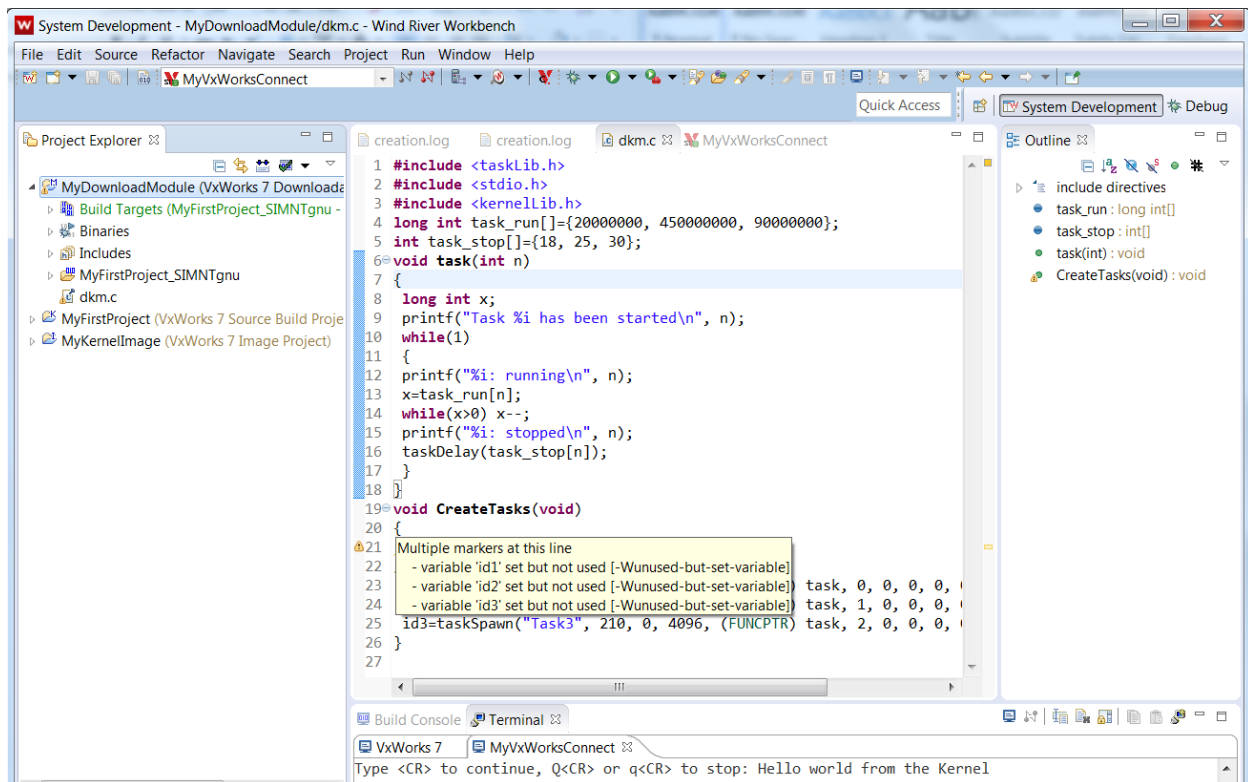 System Development - MyDownloadModule/dkm.c - Wind River Workbench
File Edit Source Refactor Navigate Search Project Run Window Help
MyVxWorksConnect
Quick Access
System Development
Debug
Project Explorer
MyDownloadModule (VxWorks 7 Downloada
Build Targets (MyFirstProject_SIMNTgnu -
Binaries
Includes
MyFirstProject_SIMNTgnu
dkm.c
MyFirstProject (VxWorks 7 Source Build Proje
MyKernelImage (VxWorks 7 Image Project)
creation.log creation.log dkm.c MyVxWorksConnect
1 #include <taskLib.h>
2 #include <stdio.h>
3 #include <kernelLib.h>
4 long int task_run[]={20000000, 450000000, 90000000};
5 int task_stop[]={18, 25, 30};
6 void task(int n)
7 {
8 long int x;
9 printf("Task %i has been started\n", n);
10 while(1)
11 {
12 printf("%i: running\n", n);
13 x=task_run[n];
14 while(x>0) x--;
15 printf("%i: stopped\n", n);
16 taskDelay(task_stop[n]);
17 }
18 }
19 void CreateTasks(void)
20 {
21
22
23 ) task, 0, 0, 0, 0,
24 ) task, 1, 0, 0, 0,
25 id3=taskSpawn("Task3", 210, 0, 4096, (FUNCPTR) task, 2, 0, 0, 0,
26 }
27
Multiple markers at this line
- variable 'id1' set but not used [-Wunused-but-set-variable]
- variable 'id2' set but not used [-Wunused-but-set-variable]
- variable 'id3' set but not used [-Wunused-but-set-variable]
Outline
include directives
task_run : long int[]
task_stop : int[]
task(int) : void
CreateTasks(void) : void
Build Console Terminal
VxWorks 7 MyVxWorksConnect
Type <CR> to continue, Q<CR> or q<CR> to stop: Hello world from the Kernel